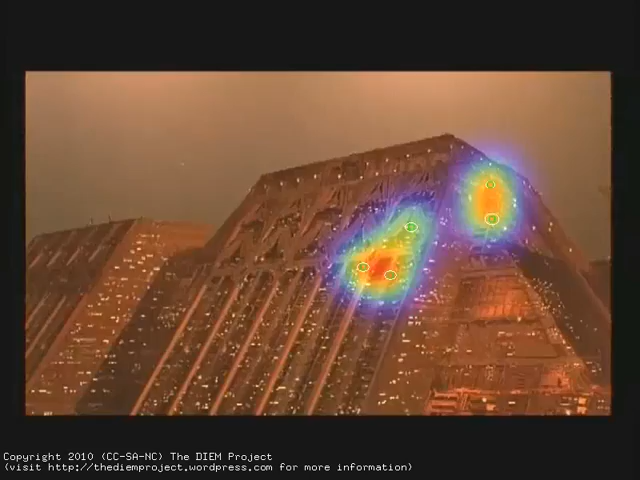 Copyright 2010 (CC-SA-NC) The DIEM Project
(visit http://thediemproject.wordpress.com for more information)